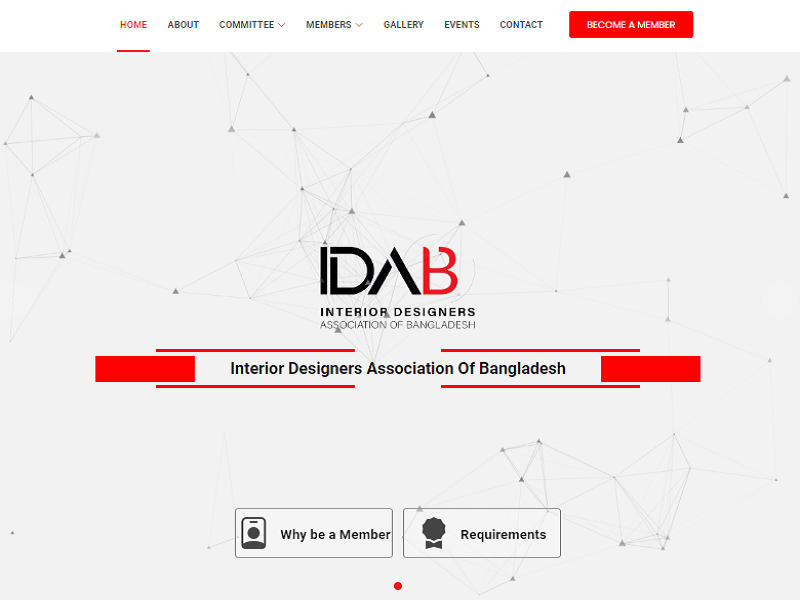 HOME ABOUT COMMITTEE MEMBERS GALLERY EVENTS CONTACT BECOME A MEMBER
IDAB
INTERIOR DESIGNERS
ASSOCIATION OF BANGLADESH
Interior Designers Association Of Bangladesh
Why be a Member Requirements